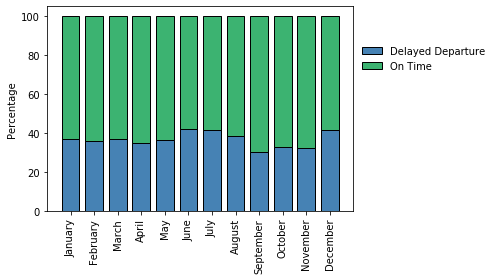 100
80
60
40
20
0
Percentage
January
February
March
April
May
June
July
August
September
October
November
December
Delayed Departure
On Time